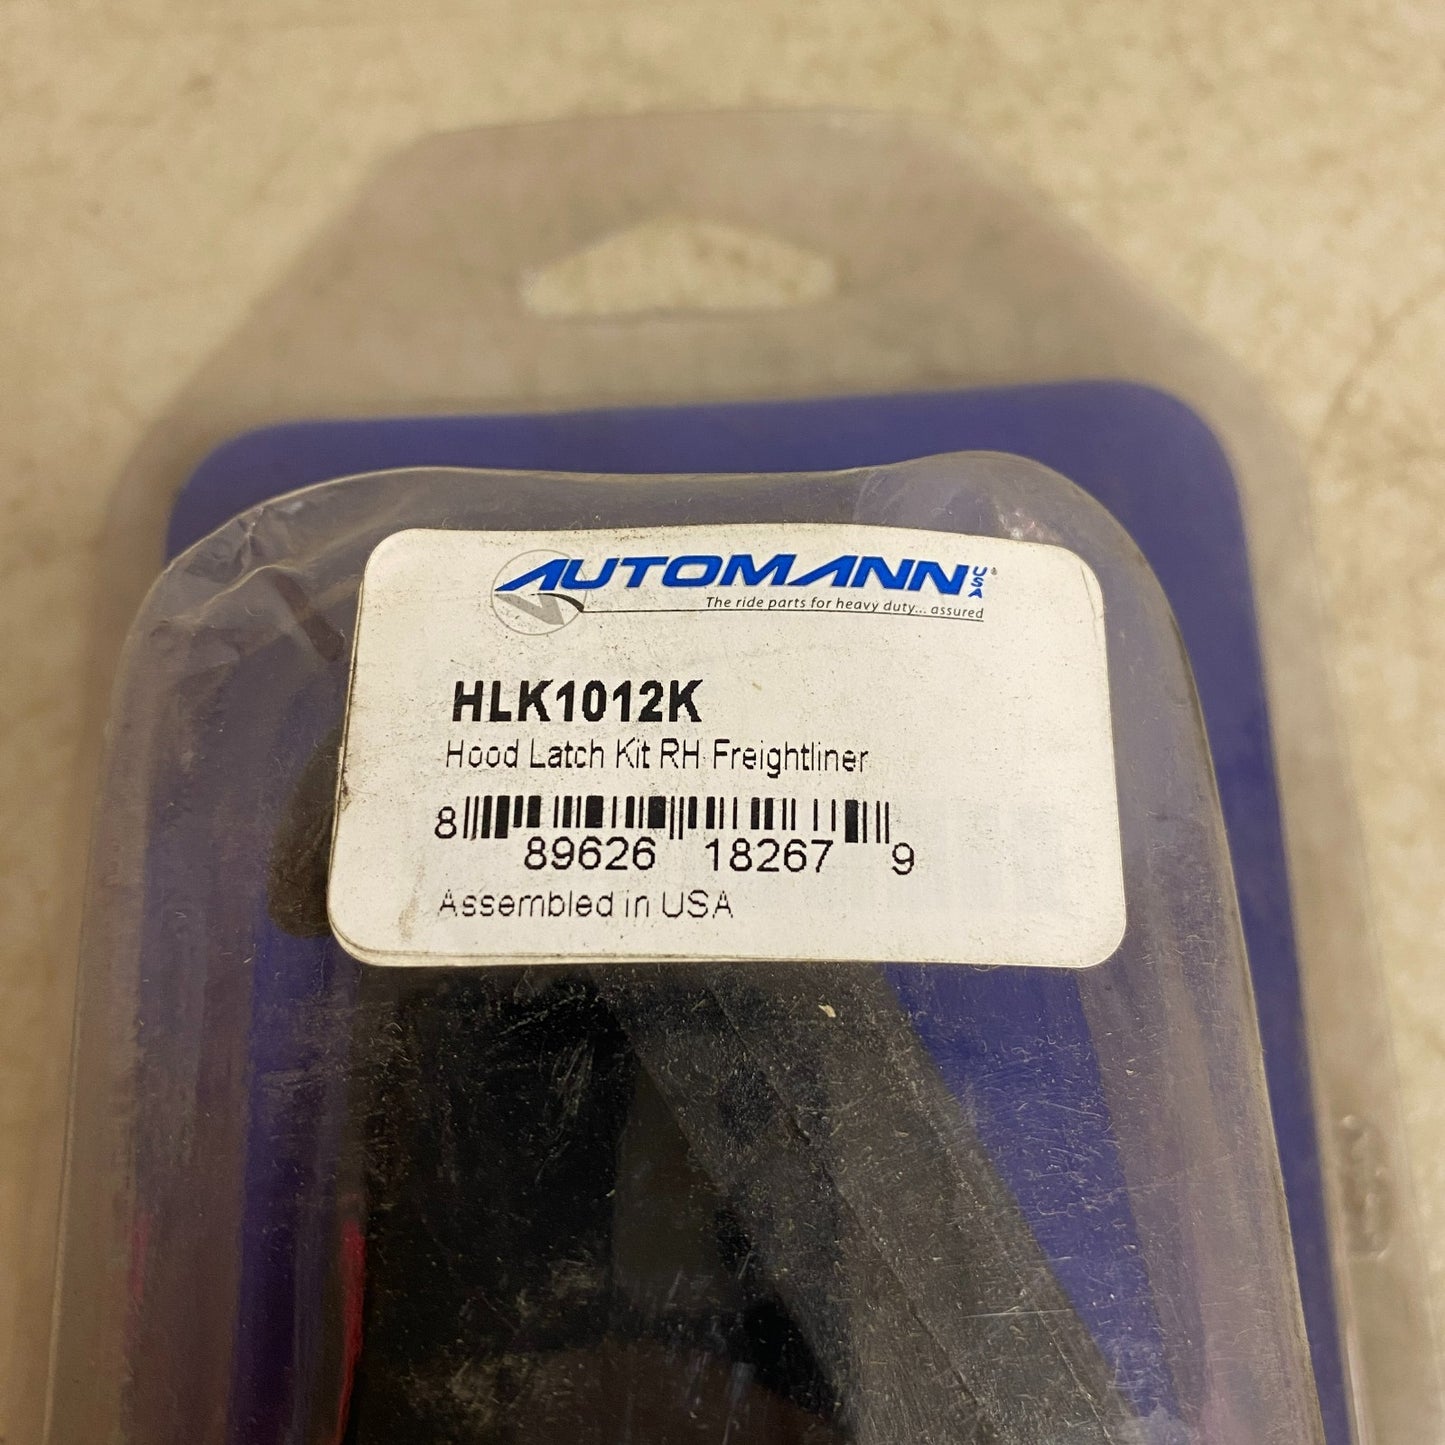 AUTOMANN USA®
The ride parts for heavy duty... assured
HLK1012K
Hood Latch Kit RH Freightliner
8 89626 18267 9
Assembled in USA